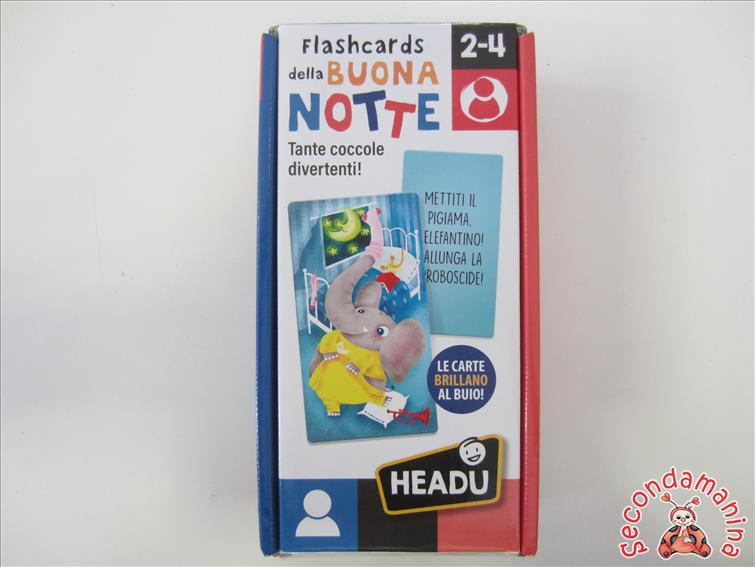 Flashcards
2-4
della BUONA
NOTTE
Tante coccole
divertenti!
METTITI IL
PIGIAMA,
ELEFANTINO!
ALLUNGA LA
PROBOSCIDE!
LE CARTE
BRILLANO
AL BUIO!
HEADU
Secondamanina